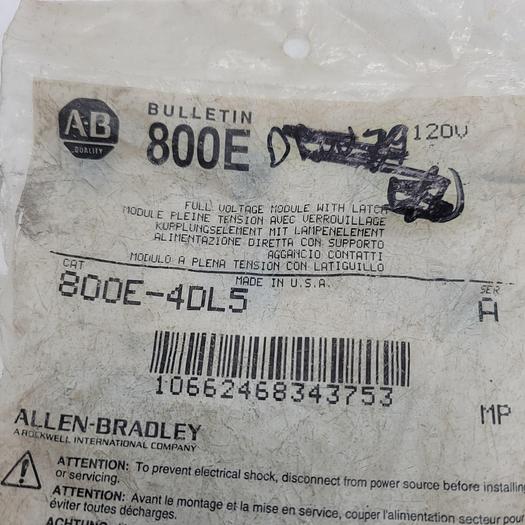 A-B
QUALITY
BULLETIN
800E
120V
FULL VOLTAGE MODULE WITH LATCH
MODULE PLEINE TENSION AVEC VERROUILLAGE
KUPPLUNGSELEMENT MIT LAMPENELEMENT
ALIMENTAZIONE DIRETTA CON SUPPORTO
AGGANCIO CONTATTI
MODULO A PLENA TENSION CON LATIGUILLO
CAT
MADE IN U.S.A.
SER
800E-4DL5
A
10662468343753
MP
ALLEN-BRADLEY
A ROCKWELL INTERNATIONAL COMPANY
ATTENTION: To prevent electrical shock, disconnect from power source before installing
or servicing.
ATTENTION: Avant le montage et la mise en service, couper l'alimentation secteur pour
éviter toutes décharges.
ACHTUNG